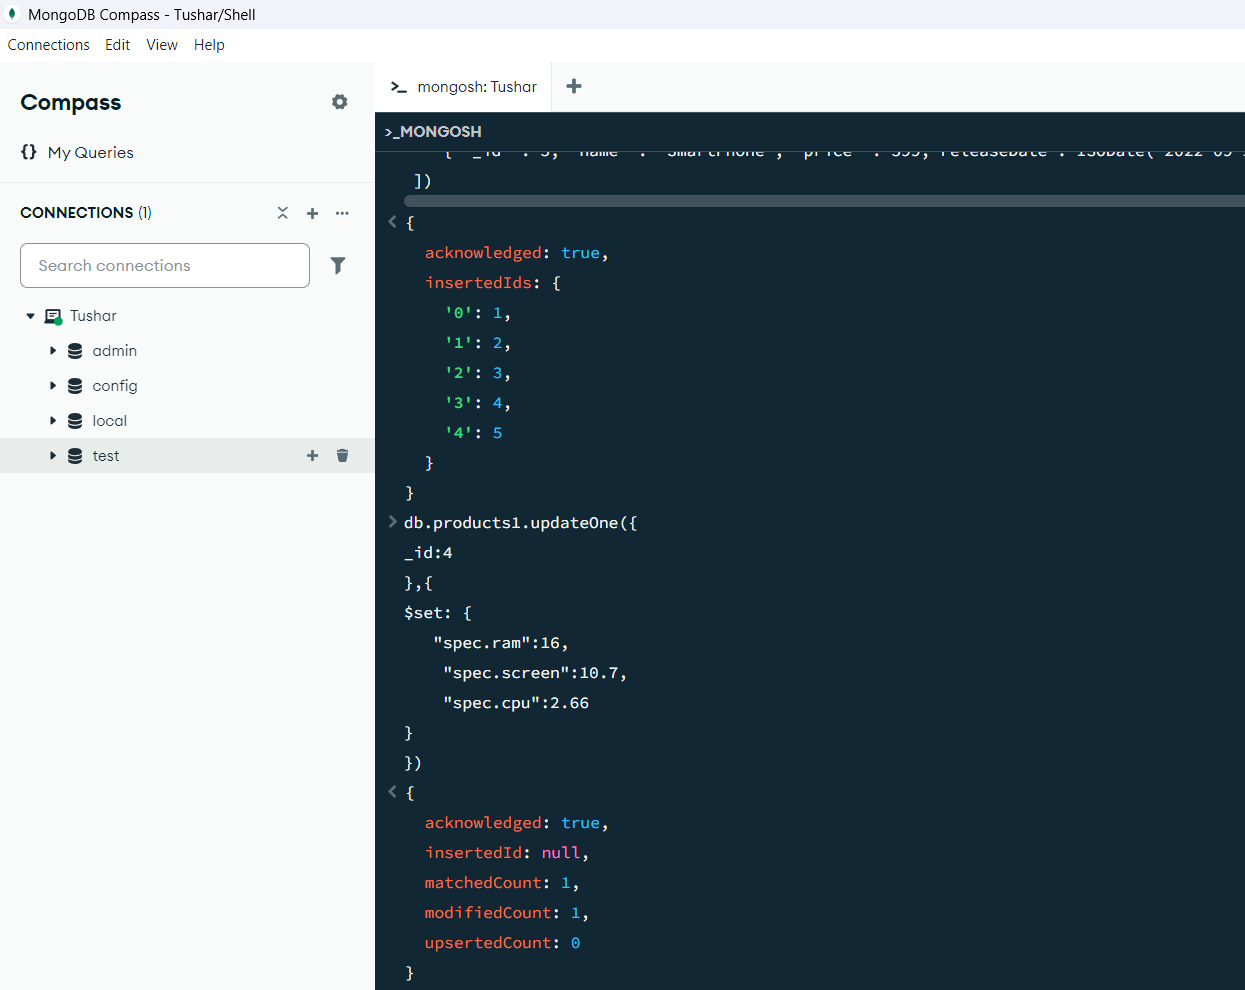 MongoDB Compass - Tushar/Shell
Connections Edit View Help
Compass
My Queries
CONNECTIONS (1)
Search connections
Tushar
admin
config
local
test
mongosh: Tushar
>_MONGOSH
])
{
acknowledged: true,
insertedIds: {
'0': 1,
'1': 2,
'2': 3,
'3': 4,
'4': 5
}
}
db.products1.updateOne({
_id:4
},{
$set: {
"spec.ram":16,
"spec.screen":10.7,
"spec.cpu":2.66
}
})
{
acknowledged: true,
insertedId: null,
matchedCount: 1,
modifiedCount: 1,
upsertedCount: 0
}